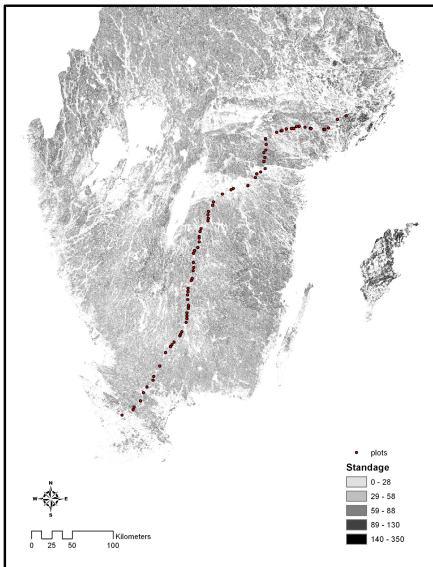 plots
Standage
0 - 28
29 - 58
59 - 88
89 - 130
140 - 350
N
W E
S
Kilometers
0 25 50 100